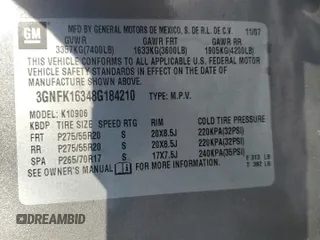 GM
MFD BY GENERAL MOTORS DE MEXICO, S. DE R.L. DE C.V. 11/07
GVWR GAWR FRT GAWR RR
3357KG(7400LB) 1633KG(3600LB) 1905KG(4200LB)
THIS VEHICLE CONFORMS TO ALL APPLICABLE U.S. FEDERAL
THEFT PREVENTION STANDARDS IN EFFECT ON
THE DATE OF MANUFACTURE SHOWN ABOVE.
3GNFK16348G184210 TYPE: M.P.V.
MODEL: K10906
KBDP TIRE SIZE SPEED RTG RIM COLD TIRE PRESSURE
FRT P275/55R20 S 20X8.5J 220KPA(32PSI)
RR P275/55R20 S 20X8.5J 220KPA(32PSI)
SPA P265/70R17 S 17X7.5J 240KPA(35PSI)
SEE OWNER'S MANUAL FOR MORE INFORMATION.
DREAMBID